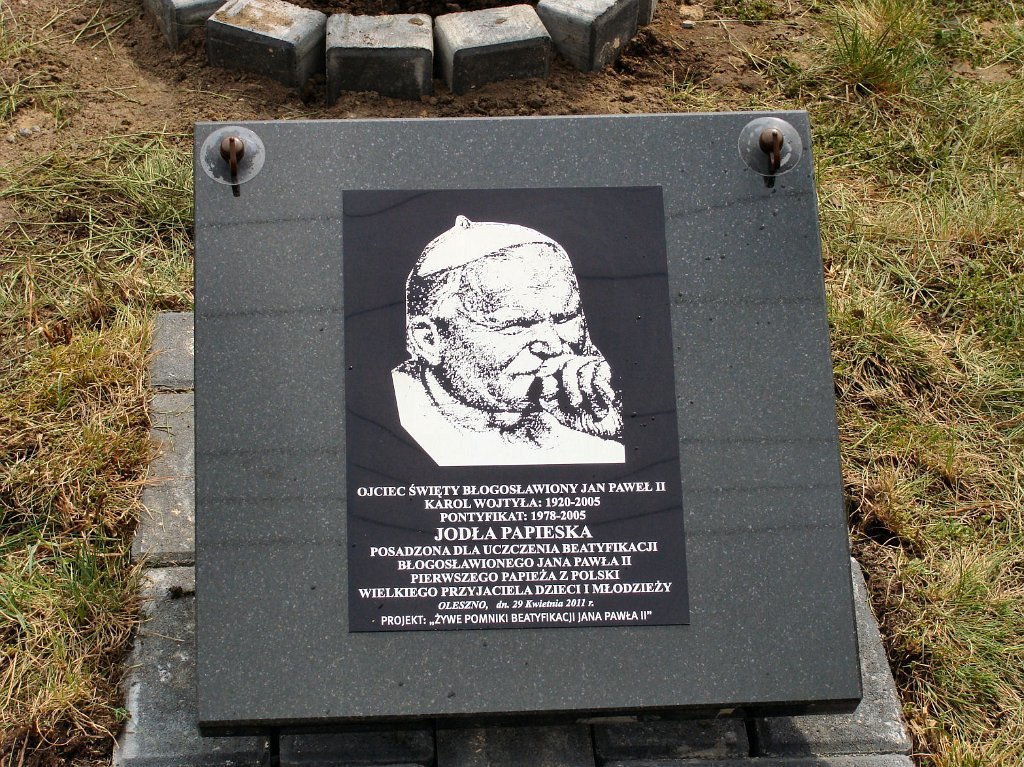 OJCIEC ŚWIĘTY BŁOGOSŁAWIONY JAN PAWEŁ II
KAROL WOJTYŁA: 1920-2005
PONTYFIKAT: 1978-2005
JODŁA PAPIESKA
POSADZONA DLA UCZCZENIA BEATYFIKACJI
BŁOGOSŁAWIONEGO JANA PAWŁA II
PIERWSZEGO PAPIEŻA Z POLSKI
WIELKIEGO PRZYJACIELA DZIECI I MŁODZIEŻY
OLESZNO, dn. 29 Kwietnia 2011 r.
PROJEKT: „ŻYWE POMNIKI BEATYFIKACJI JANA PAWŁA II"